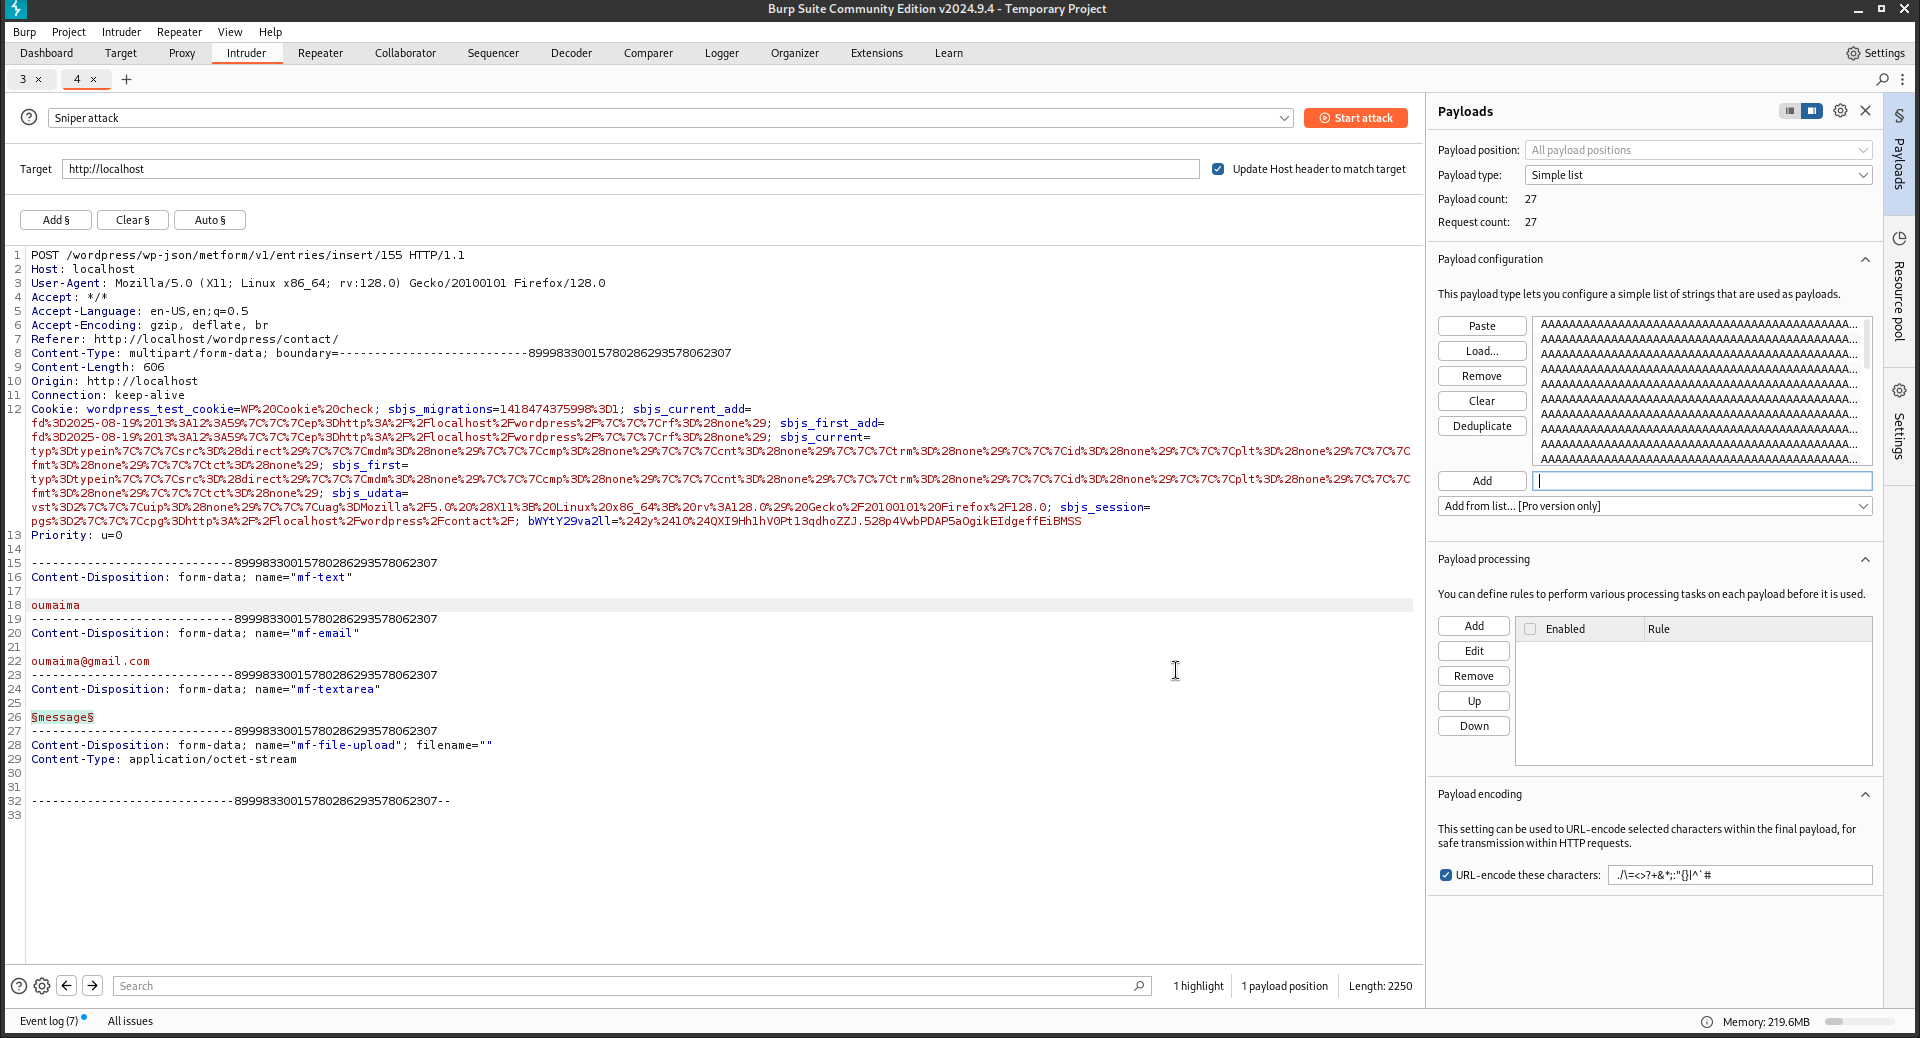 Burp Suite Community Edition v2024.9.4 - Temporary Project
Burp Project Intruder Repeater View Help
Dashboard Target Proxy Intruder Repeater Collaborator Sequencer Decoder Comparer Logger Organizer Extensions Learn Settings
3 × 4 × +
Sniper attack Start attack
Target http://localhost Update Host header to match target
Add § Clear § Auto §
1 POST /wordpress/wp-json/metform/v1/entries/insert/155 HTTP/1.1
2 Host: localhost
3 User-Agent: Mozilla/5.0 (X11; Linux x86_64; rv:128.0) Gecko/20100101 Firefox/128.0
4 Accept: */*
5 Accept-Language: en-US,en;q=0.5
6 Accept-Encoding: gzip, deflate, br
7 Referer: http://localhost/wordpress/contact/
8 Content-Type: multipart/form-data; boundary=---------------------------899983300157802862935780​62307
9 Content-Length: 606
10 Origin: http://localhost
11 Connection: keep-alive
12 Cookie: wordpress_test_cookie=WP%20Cookie%20check; sbjs_migrations=1418474375998%3D1; sbjs_current_add=
fd%3D2025-08-19%2013%3A12%3A59%7C%7C%7Cep%3Dhttp%3A%2F%2Flocalhost%2Fwordpress%2F%7C%7C%7Crf%3D%28none%29; sbjs_first_add=
fd%3D2025-08-19%2013%3A12%3A59%7C%7C%7Cep%3Dhttp%3A%2F%2Flocalhost%2Fwordpress%2F%7C%7C%7Crf%3D%28none%29; sbjs_current=
typ%3Dtypein%7C%7C%7Csrc%3D%28direct%29%7C%7C%7Cmdm%3D%28none%29%7C%7C%7Ccmp%3D%28none%29%7C%7C%7Ccnt%3D%28none%29%7C%7C%7Ctrm%3D%28none%29%7C%7C%7Cid%3D%28none%29%7C%7C%7Cplt%3D%28none%29%7C%7C%7C
fmt%3D%28none%29%7C%7C%7Ctct%3D%28none%29; sbjs_first=
typ%3Dtypein%7C%7C%7Csrc%3D%28direct%29%7C%7C%7Cmdm%3D%28none%29%7C%7C%7Ccmp%3D%28none%29%7C%7C%7Ccnt%3D%28none%29%7C%7C%7Ctrm%3D%28none%29%7C%7C%7Cid%3D%28none%29%7C%7C%7Cplt%3D%28none%29%7C%7C%7C
fmt%3D%28none%29%7C%7C%7Ctct%3D%28none%29; sbjs_udata=
vst%3D2%7C%7C%7Cuip%3D%28none%29%7C%7C%7Cuag%3DMozilla%2F5.0%20%28X11%3B%20Linux%20x86_64%3B%20rv%3A128.0%29%20Gecko%2F20100101%20Firefox%2F128.0; sbjs_session=
pgs%3D2%7C%7C%7Ccpg%3Dhttp%3A%2F%2Flocalhost%2Fwordpress%2Fcontact%2F; bWYtY29va2ll=%242y%2410%24QXI9Hh1hV0Pt13qdhoZZJ.528p4VwbPDAP5aOgikEIdgeffEiBMSS
13 Priority: u=0
14
15 -----------------------------89998330015780286293578062307
16 Content-Disposition: form-data; name="mf-text"
17
18 oumaima
19 -----------------------------89998330015780286293578062307
20 Content-Disposition: form-data; name="mf-email"
21
22 oumaima@gmail.com
23 -----------------------------89998330015780286293578062307
24 Content-Disposition: form-data; name="mf-textarea"
25
26 §message§
27 -----------------------------89998330015780286293578062307
28 Content-Disposition: form-data; name="mf-file-upload"; filename=""
29 Content-Type: application/octet-stream
30
31
32 -----------------------------89998330015780286293578062307--
33
Search 1 highlight 1 payload position Length: 2250
Event log (7) All issues Memory: 219.6MB
Payloads
Payload position: All payload positions
Payload type: Simple list
Payload count: 27
Request count: 27
Payload configuration
This payload type lets you configure a simple list of strings that are used as payloads.
Paste AAAAAAAAAAAAAAAAAAAAAAAAAAAAAAAAAAAAAAAAAAAA...
AAAAAAAAAAAAAAAAAAAAAAAAAAAAAAAAAAAAAAAAAAAA...
Load... AAAAAAAAAAAAAAAAAAAAAAAAAAAAAAAAAAAAAAAAAAAA...
AAAAAAAAAAAAAAAAAAAAAAAAAAAAAAAAAAAAAAAAAAAA...
Remove AAAAAAAAAAAAAAAAAAAAAAAAAAAAAAAAAAAAAAAAAAAA...
Clear AAAAAAAAAAAAAAAAAAAAAAAAAAAAAAAAAAAAAAAAAAAA...
AAAAAAAAAAAAAAAAAAAAAAAAAAAAAAAAAAAAAAAAAAAA...
Deduplicate AAAAAAAAAAAAAAAAAAAAAAAAAAAAAAAAAAAAAAAAAAAA...
AAAAAAAAAAAAAAAAAAAAAAAAAAAAAAAAAAAAAAAAAAAA...
AAAAAAAAAAAAAAAAAAAAAAAAAAAAAAAAAAAAAAAAAAAA...
Add
Add from list... [Pro version only]
Payload processing
You can define rules to perform various processing tasks on each payload before it is used.
Add Enabled Rule
Edit
Remove
Up
Down
Payload encoding
This setting can be used to URL-encode selected characters within the final payload, for
safe transmission within HTTP requests.
URL-encode these characters: ./\=<>?+&*;:"{}|^`#
§ Payloads
Resource pool
Settings